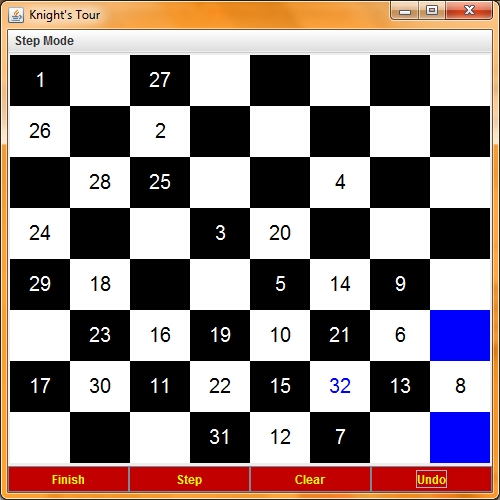 Knight's Tour
Step Mode
1 27
26 2
28 25 4
24 3 20
29 18 5 14 9
23 16 19 10 21 6
17 30 11 22 15 32 13 8
31 12 7
Finish Step Clear Undo